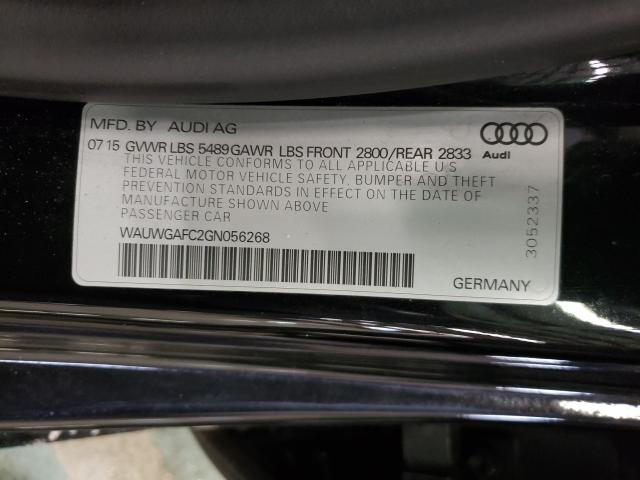 MFD. BY AUDI AG
07 15 GVWR LBS 5489 GAWR LBS FRONT 2800/REAR 2833 Audi
THIS VEHICLE CONFORMS TO ALL APPLICABLE U S
FEDERAL MOTOR VEHICLE SAFETY, BUMPER AND THEFT
PREVENTION STANDARDS IN EFFECT ON THE DATE OF
MANUFACTURE SHOWN ABOVE
PASSENGER CAR
WAUWGAFC2GN056268
GERMANY
3052337